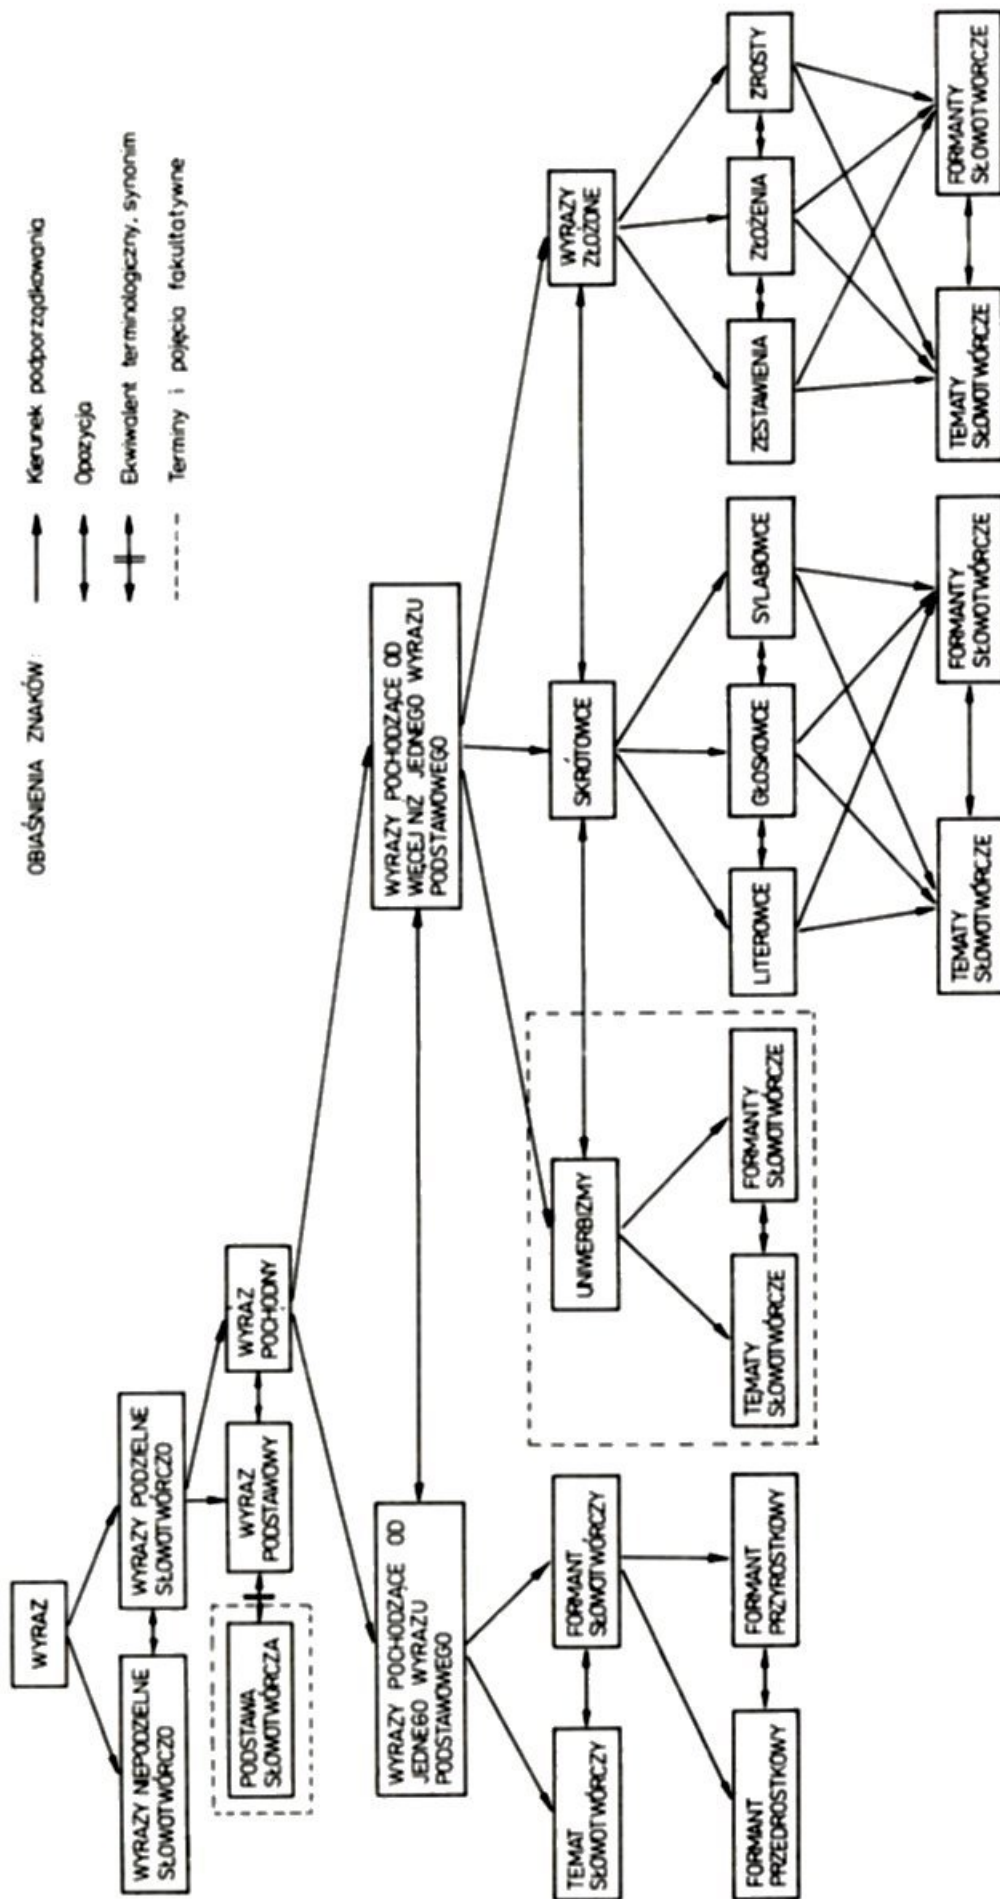 OBIAŚNIENIA ZNAKÓW:
Kierunek podporządkowania
Opozycja
Ekwiwalent terminologiczny, synonim
Terminy i pojęcia fakultatywne
WYRAZ
WYRAZY NIEPODZIELNE
SŁOWOTWÓRCZO
WYRAZY PODZIELNE
SŁOWOTWÓRCZO
PODSTAWA
SŁOWOTWÓRCZA
WYRAZ
PODSTAWOWY
WYRAZ
POCHODNY
WYRAZY POCHODZĄCE OD
JEDNEGO WYRAZU
PODSTAWOWEGO
WYRAZY POCHODZĄCE OD
WIĘCEJ NIŻ JEDNEGO WYRAZU
PODSTAWOWEGO
TEMAT
SŁOWOTWÓRCZY
FORMANT
SŁOWOTWÓRCZY
UNIWERBIZMY
SKRÓTOWCE
WYRAZY
ZŁOŻONE
FORMANT
PRZEDROSTKOWY
FORMANT
PRZYROSTKOWY
TEMATY
SŁOWOTWÓRCZE
FORMANTY
SŁOWOTWÓRCZE
LITEROWCE
GŁOSKOWCE
SYLABOWCE
ZESTAWIENIA
ZŁOŻENIA
ZROSTY
TEMATY
SŁOWOTWÓRCZE
FORMANTY
SŁOWOTWÓRCZE
TEMATY
SŁOWOTWÓRCZE
FORMANTY
SŁOWOTWÓRCZE